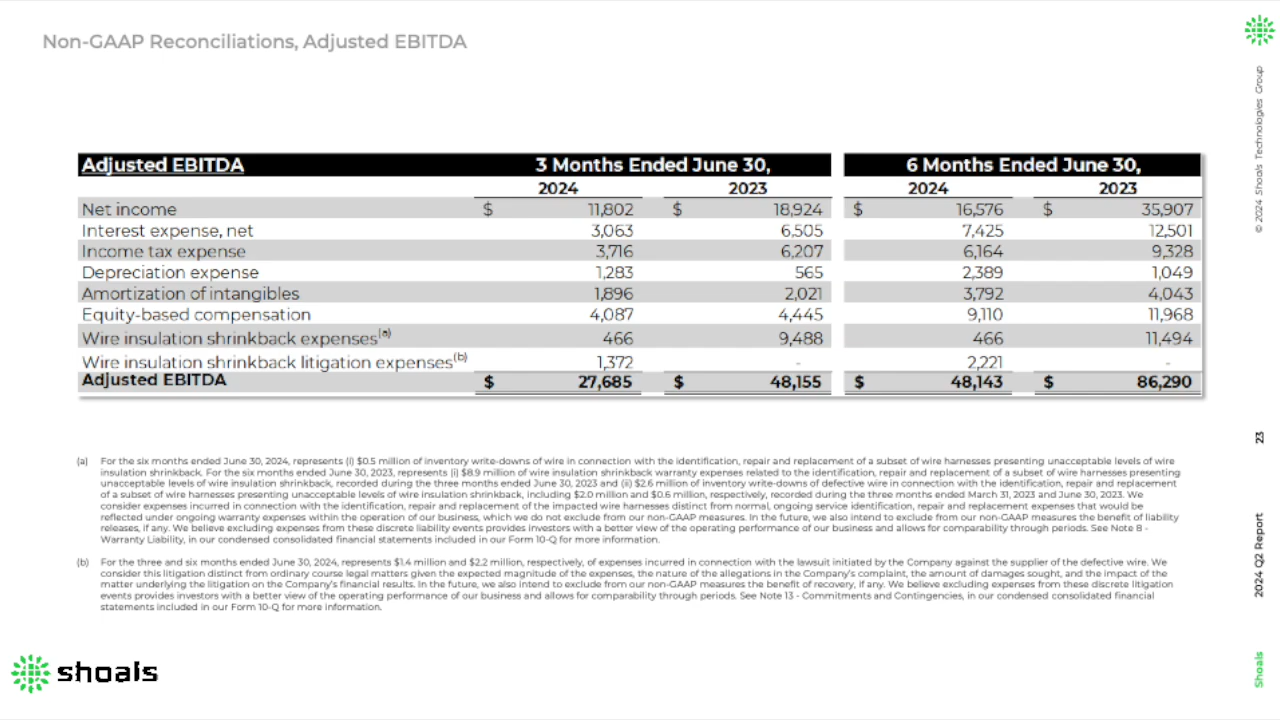 Non-GAAP Reconciliations, Adjusted EBITDA
Adjusted EBITDA 3 Months Ended June 30, 6 Months Ended June 30,
2024 2023 2024 2023
Net income $ 11,802 $ 18,924 $ 16,576 $ 35,907
Interest expense, net 3,063 6,505 7,425 12,501
Income tax expense 3,716 6,207 6,164 9,328
Depreciation expense 1,283 565 2,389 1,049
Amortization of intangibles 1,896 2,021 3,792 4,043
Equity-based compensation 4,087 4,445 9,110 11,968
Wire insulation shrinkback expenses(a) 466 9,488 466 11,494
Wire insulation shrinkback litigation expenses(b) 1,372 - 2,221 -
Adjusted EBITDA $ 27,685 $ 48,155 $ 48,143 $ 86,290
(a) For the six months ended June 30, 2024, represents (i) $0.5 million of inventory write-downs of wire in connection with the identification, repair and replacement of a subset of wire harnesses presenting unacceptable levels of wire
insulation shrinkback. For the six months ended June 30, 2023, represents (i) $8.9 million of wire insulation shrinkback warranty expenses related to the identification, repair and replacement of a subset of wire harnesses presenting
unacceptable levels of wire insulation shrinkback, recorded during the three months ended June 30, 2023 and (ii) $2.6 million of inventory write-downs of defective wire in connection with the identification, repair and replacement
of a subset of wire harnesses presenting unacceptable levels of wire insulation shrinkback, including $2.0 million and $0.6 million, respectively, recorded during the three months ended March 31, 2023 and June 30, 2023. We
consider expenses incurred in connection with the identification, repair and replacement of the impacted wire harnesses distinct from normal, ongoing service identification, repair and replacement expenses that would be
reflected under ongoing warranty expenses within the operation of our business, which we do not exclude from our non-GAAP measures. In the future, we also intend to exclude from our non-GAAP measures the benefit of liability
releases, if any. We believe excluding expenses from these discrete liability events provides investors with a better view of the operating performance of our business and allows for comparability through periods. See Note 8 -
Warranty Liability, in our condensed consolidated financial statements included in our Form 10-Q for more information.
(b) For the three and six months ended June 30, 2024, represents $1.4 million and $2.2 million, respectively, of expenses incurred in connection with the lawsuit initiated by the Company against the supplier of the defective wire. We
consider this litigation distinct from ordinary course legal matters given the expected magnitude of the expenses, the nature of the allegations in the Company's complaint, the amount of damages sought, and the impact of the
matter underlying the litigation on the Company's financial results. In the future, we also intend to exclude from our non-GAAP measures the benefit of recovery, if any. We believe excluding expenses from these discrete litigation
events provides investors with a better view of the operating performance of our business and allows for comparability through periods. See Note 13 - Commitments and Contingencies, in our condensed consolidated financial
statements included in our Form 10-Q for more information.
shoals
© 2024 Shoals Technologies Group
23
2024 Q2 Report
Shoals